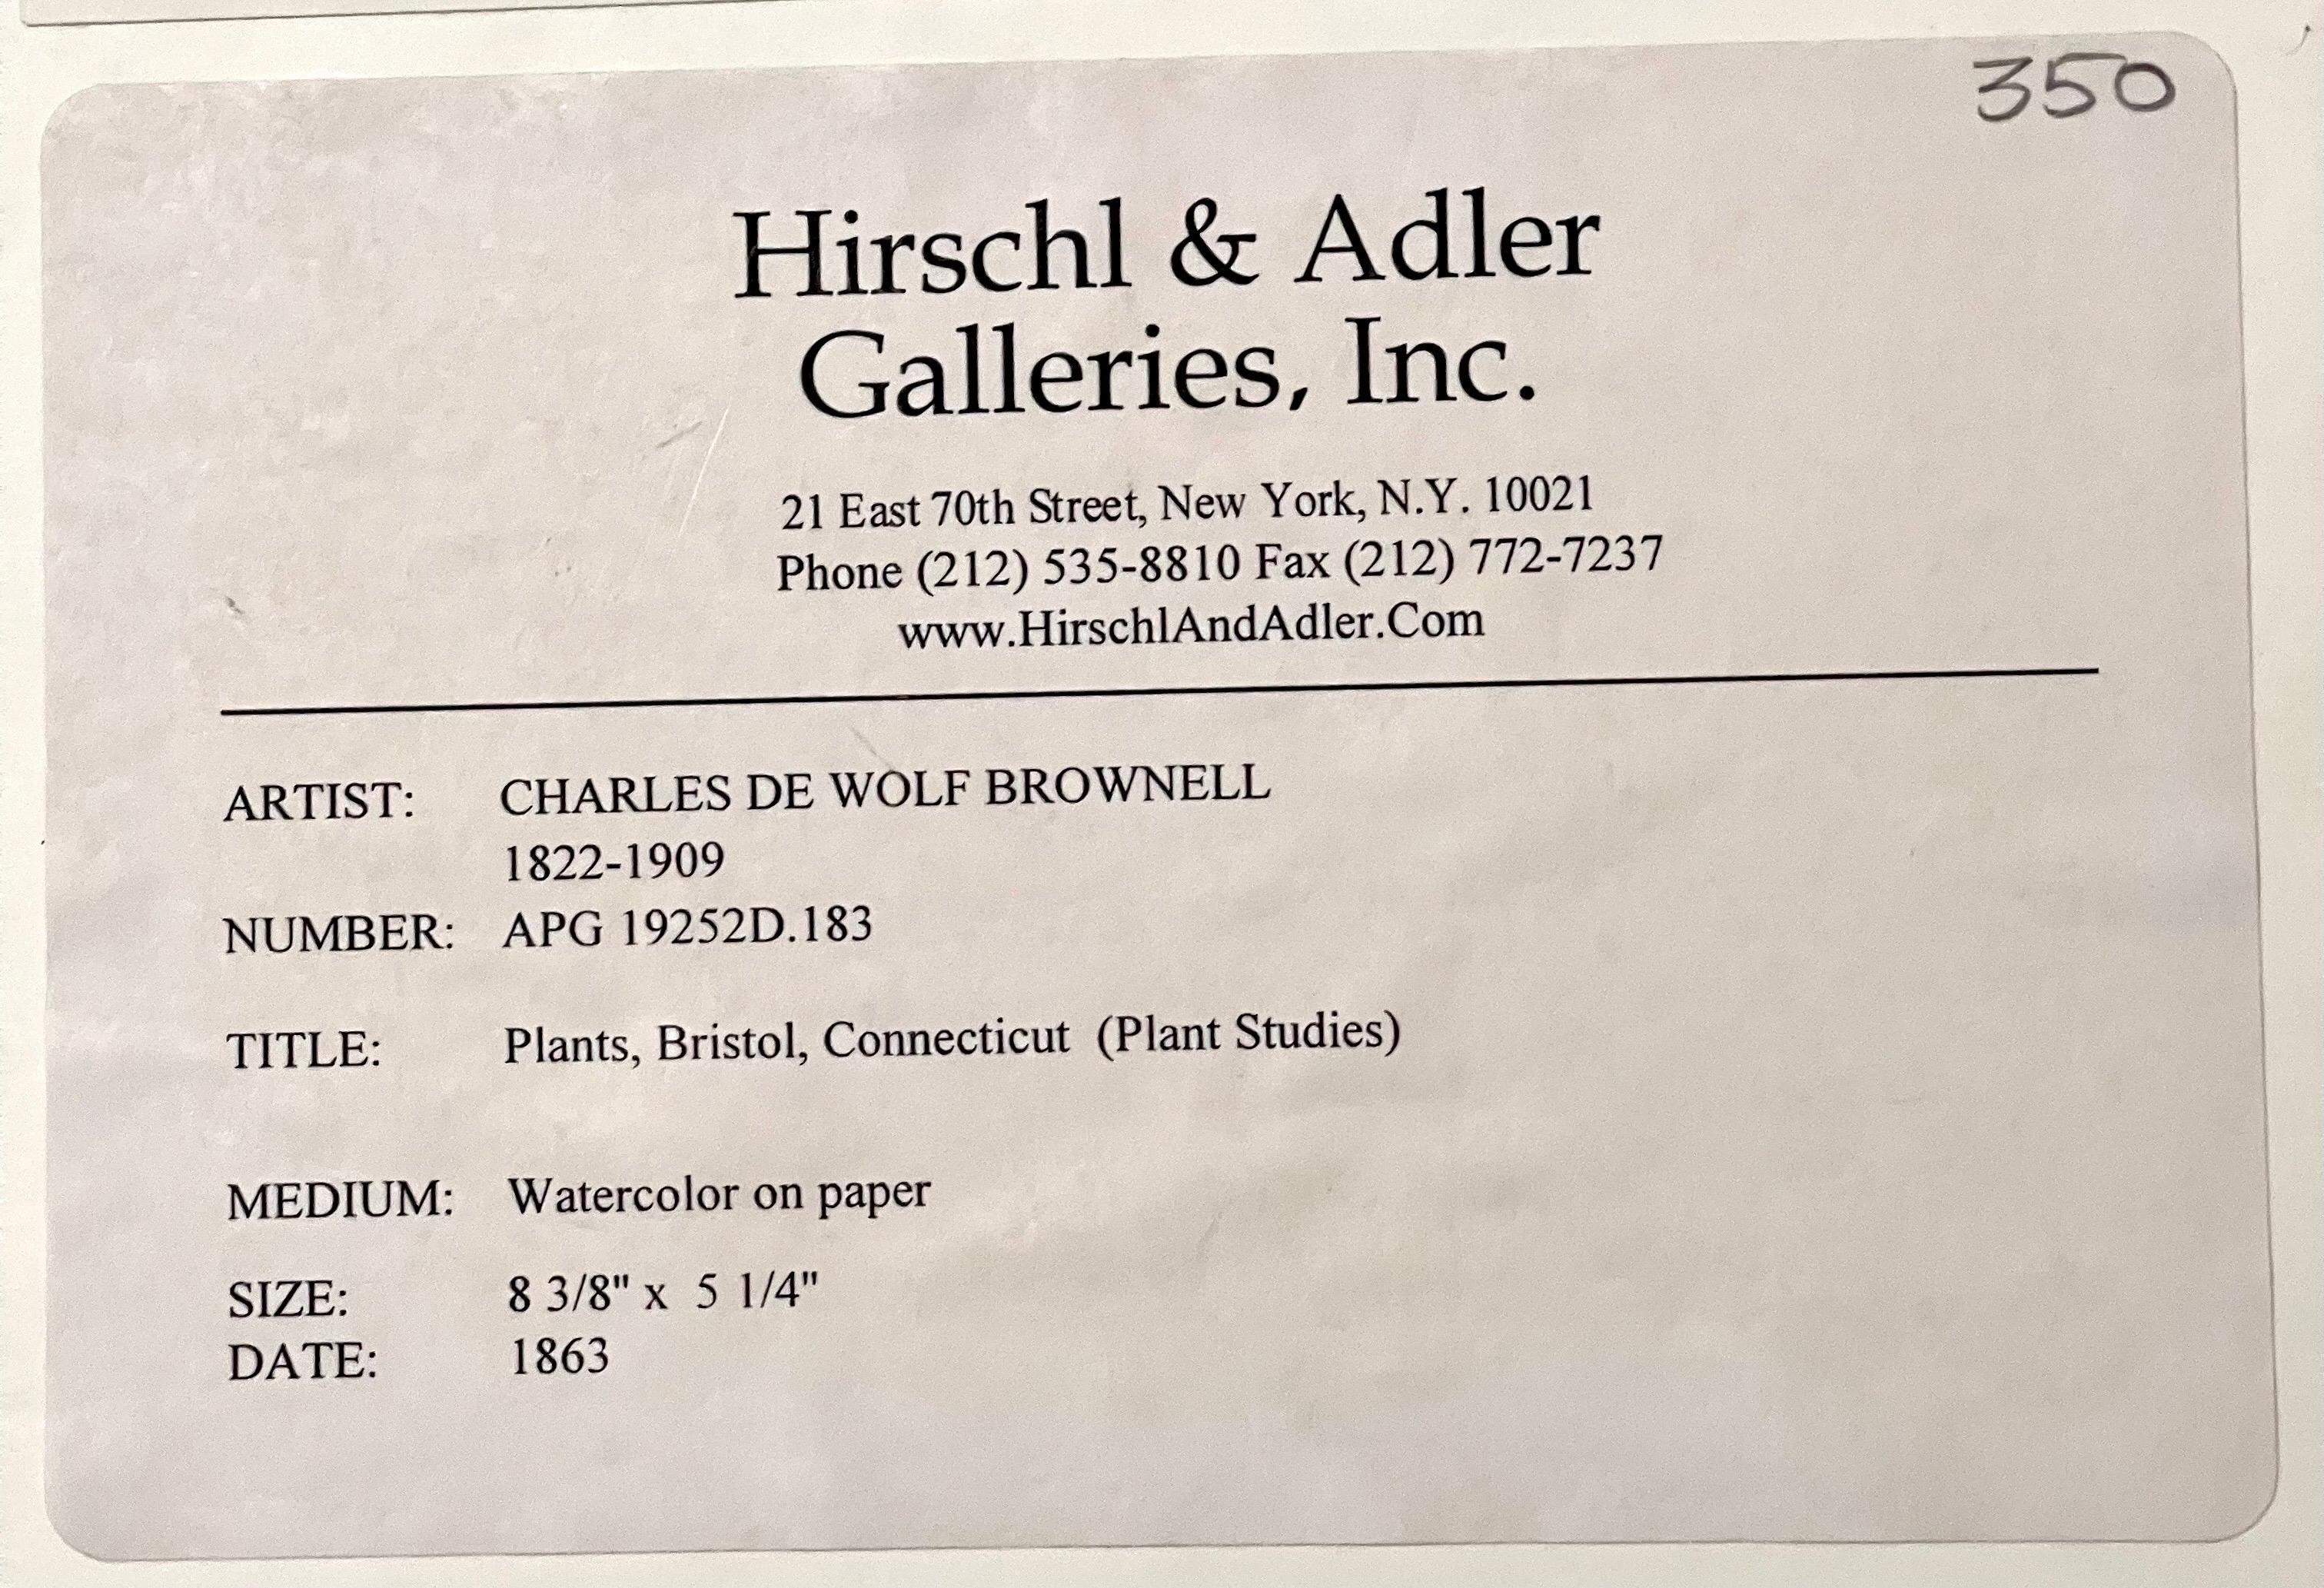 350
Hirschl & Adler
Galleries, Inc.
21 East 70th Street, New York, N.Y. 10021
Phone (212) 535-8810 Fax (212) 772-7237
www.HirschlAndAdler.Com
ARTIST: CHARLES DE WOLF BROWNELL
1822-1909
NUMBER: APG 19252D.183
TITLE: Plants, Bristol, Connecticut (Plant Studies)
MEDIUM: Watercolor on paper
SIZE: 8 3/8" x 5 1/4"
DATE: 1863